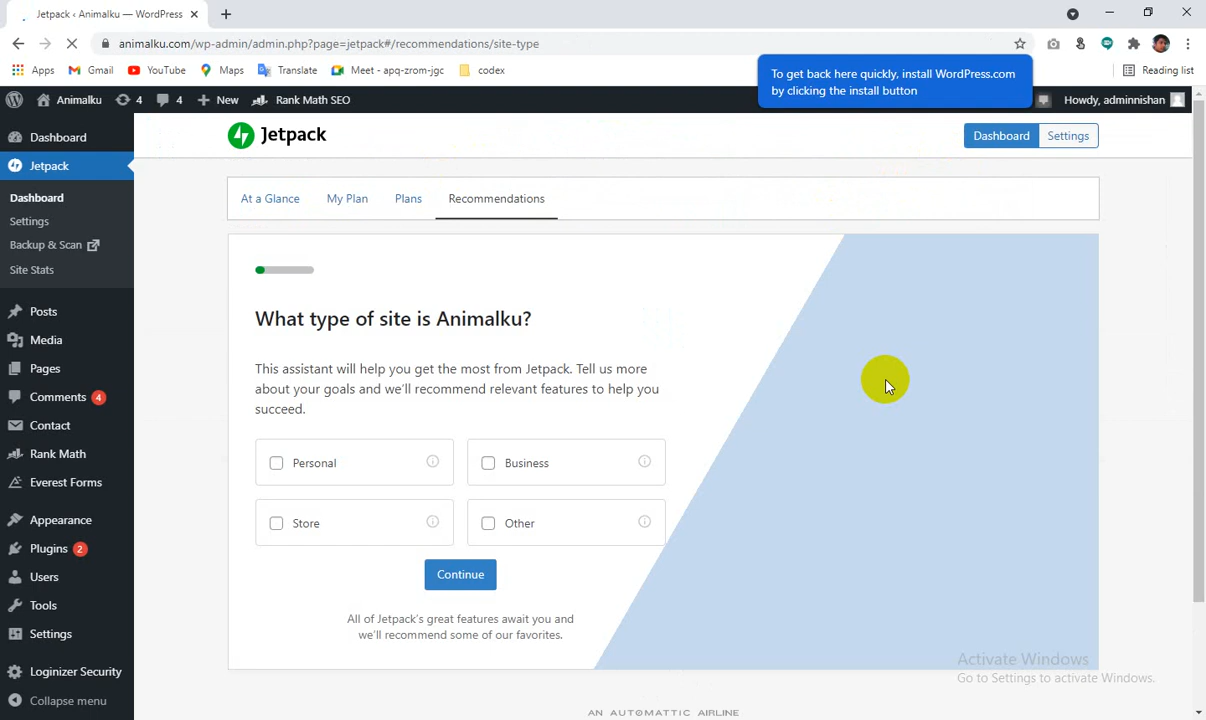 Jetpack ‹ Animalku — WordPress
animalku.com/wp-admin/admin.php?page=jetpack#/recommendations/site-type
Apps Gmail YouTube Maps Translate Meet - apq-zrom-jgc codex Reading list
To get back here quickly, install WordPress.com
by clicking the install button
Animalku 4 4 New Rank Math SEO Howdy, adminnishan
Dashboard
Jetpack
Dashboard
Settings
Backup & Scan
Site Stats
Posts
Media
Pages
Comments 4
Contact
Rank Math
Everest Forms
Appearance
Plugins 2
Users
Tools
Settings
Loginizer Security
Collapse menu
Jetpack
Dashboard Settings
At a Glance My Plan Plans Recommendations
What type of site is Animalku?
This assistant will help you get the most from Jetpack. Tell us more
about your goals and we'll recommend relevant features to help you
succeed.
Personal Business
Store Other
Continue
All of Jetpack's great features await you and
we'll recommend some of our favorites.
Activate Windows
Go to Settings to activate Windows.
AN AUTOMATTIC AIRLINE